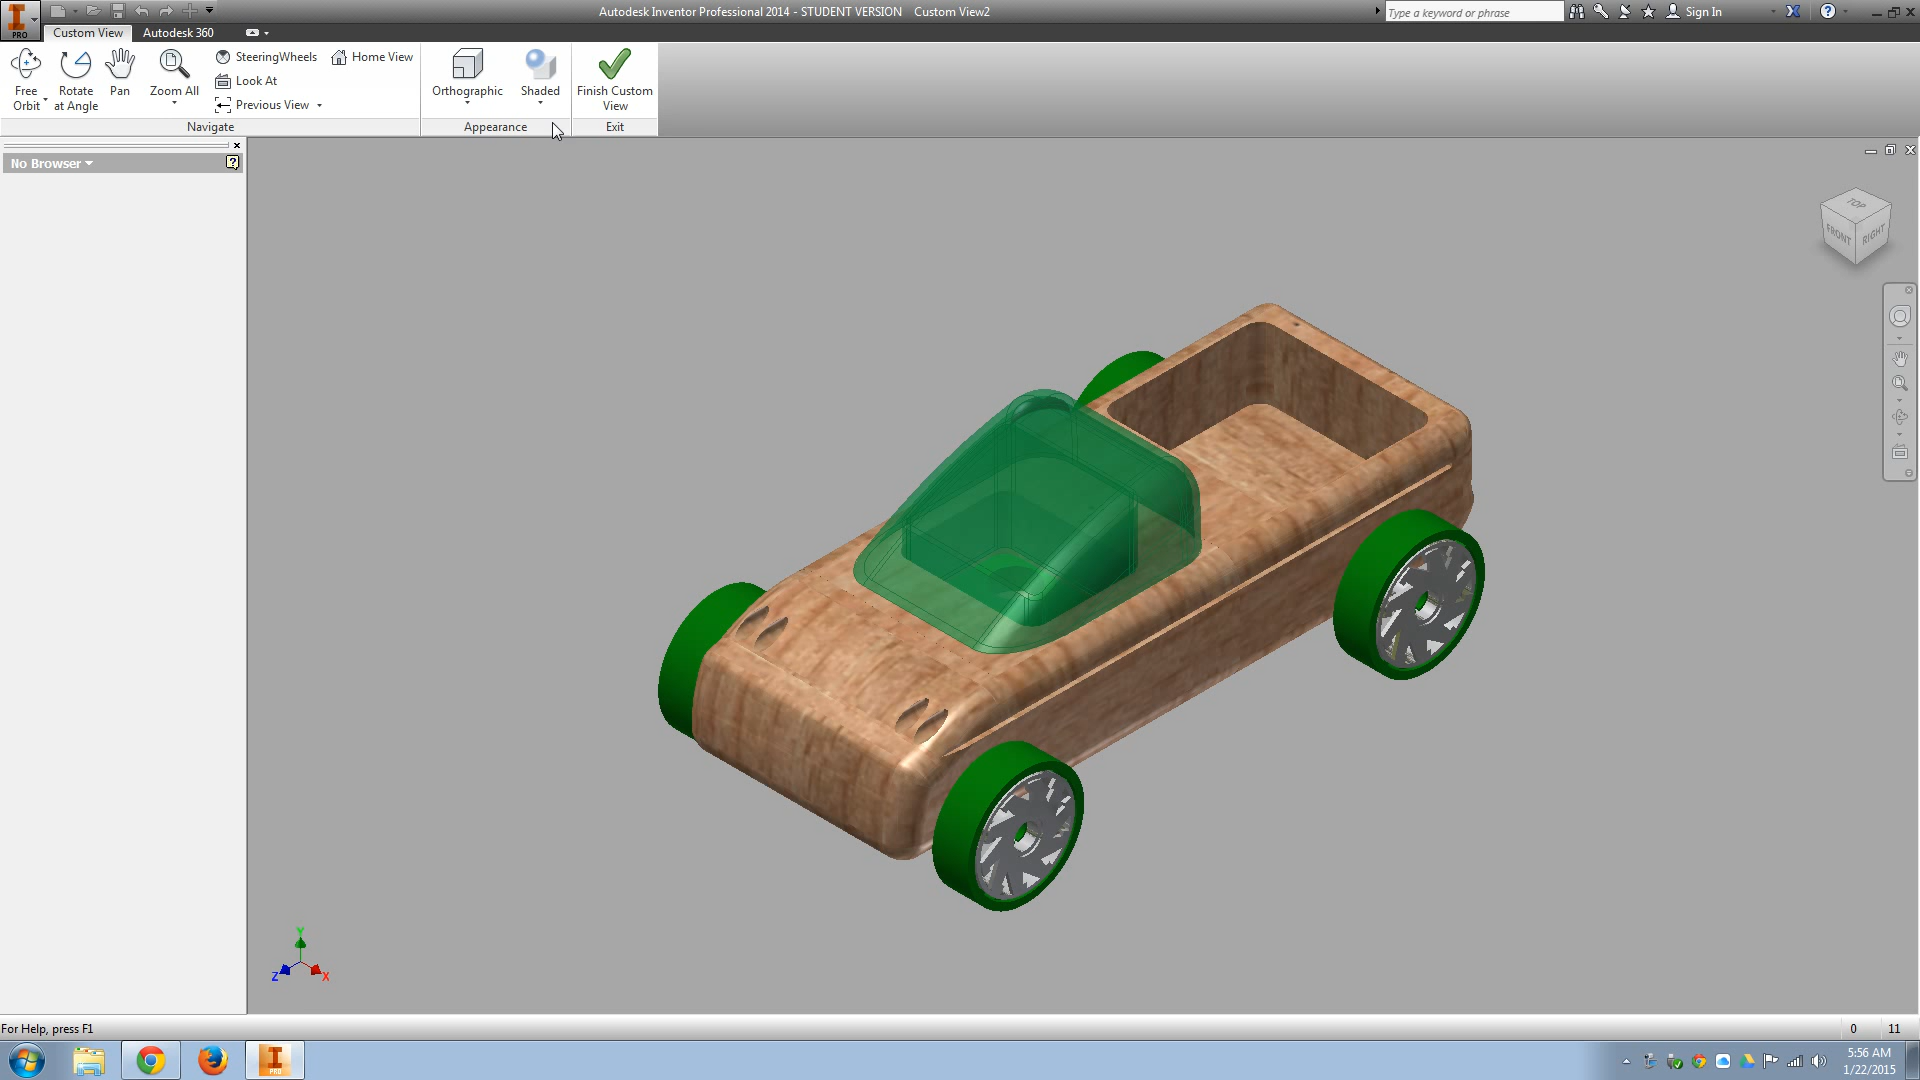 Autodesk Inventor Professional 2014 - STUDENT VERSION Custom View2
Type a keyword or phrase
Sign In
PRO
Custom View
Autodesk 360
Free Orbit
Rotate at Angle
Pan
Zoom All
SteeringWheels
Look At
Previous View
Home View
Orthographic
Shaded
Finish Custom View
Navigate
Appearance
Exit
No Browser
TOP
FRONT
RIGHT
Y
Z
X
For Help, press F1
0
11
PRO
5:56 AM
1/22/2015